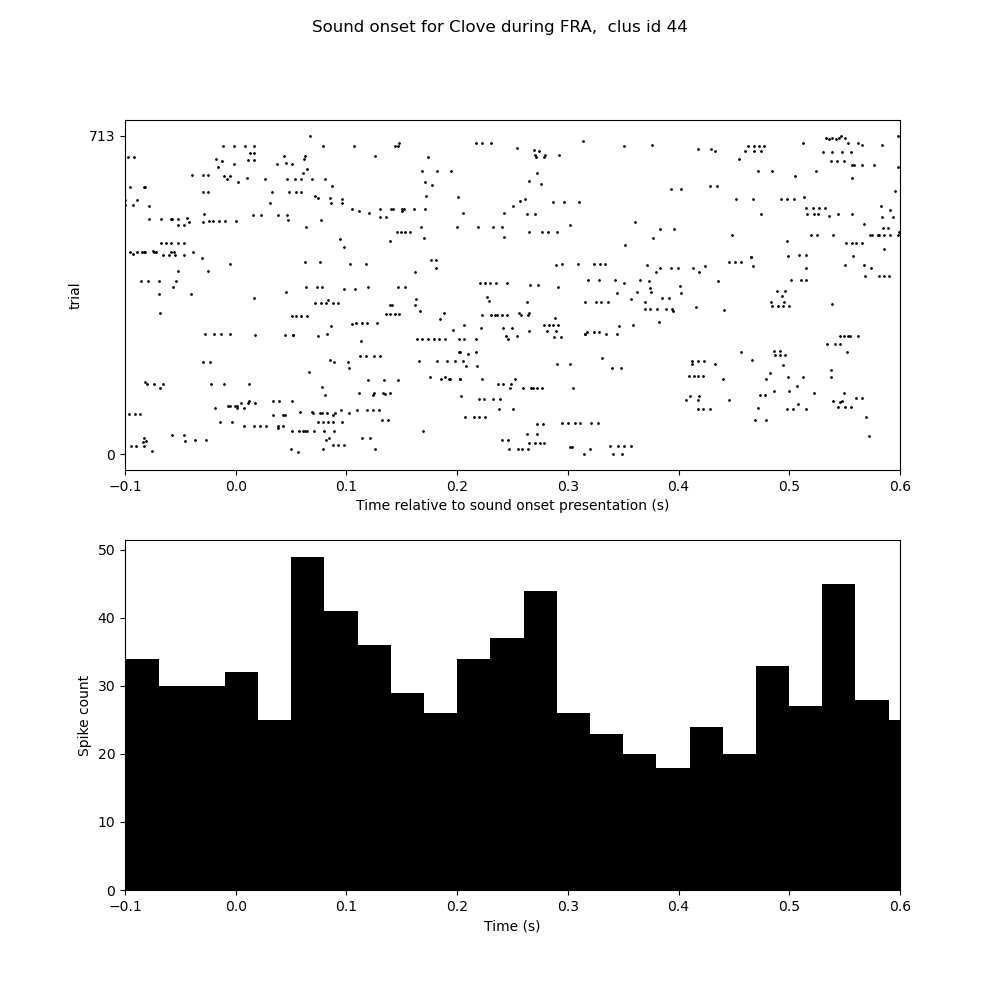 Sound onset for Clove during FRA,  clus id 44
713
trial
0
−0.1 0.0 0.1 0.2 0.3 0.4 0.5 0.6
Time relative to sound onset presentation (s)
50
40
30
Spike count
20
10
0
−0.1 0.0 0.1 0.2 0.3 0.4 0.5 0.6
Time (s)